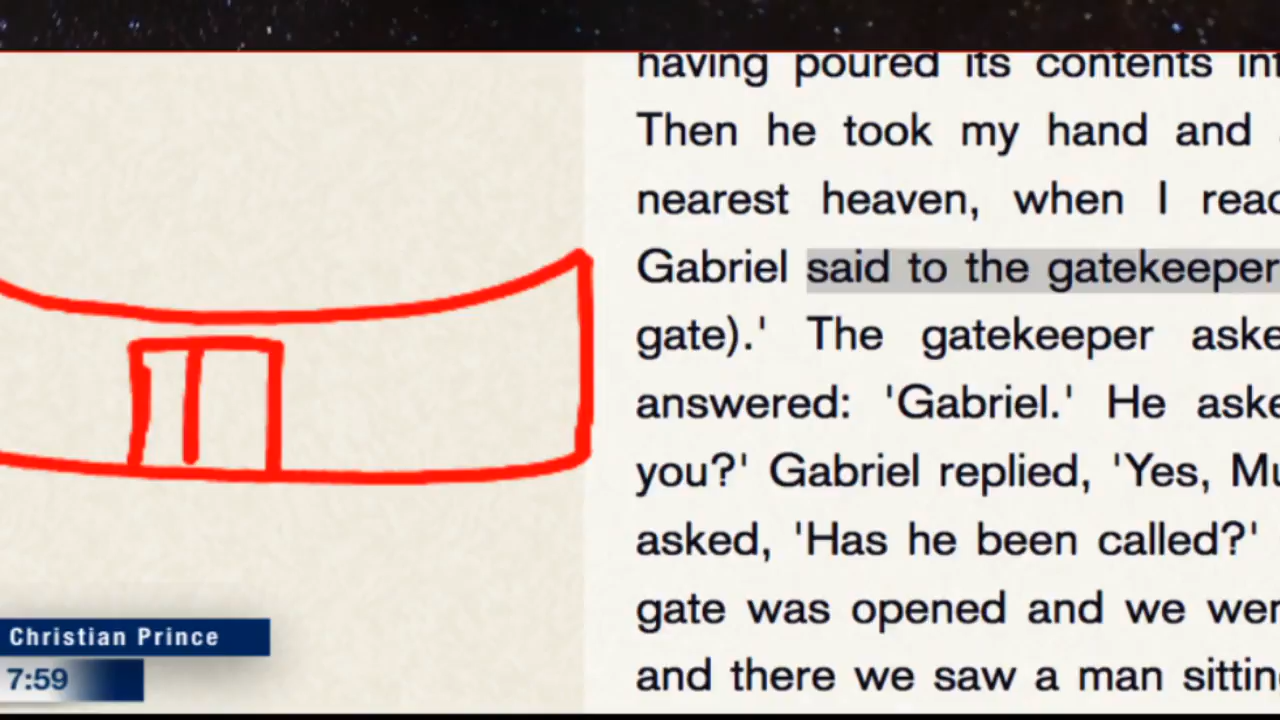 having poured its contents
Then he took my hand and
nearest heaven, when I
Gabriel said to the gatekeeper
gate).' The gatekeeper
answered: 'Gabriel.' He
you?' Gabriel replied, 'Yes,
asked, 'Has he been called?'
gate was opened and we
and there we saw a man
Christian Prince
7:59